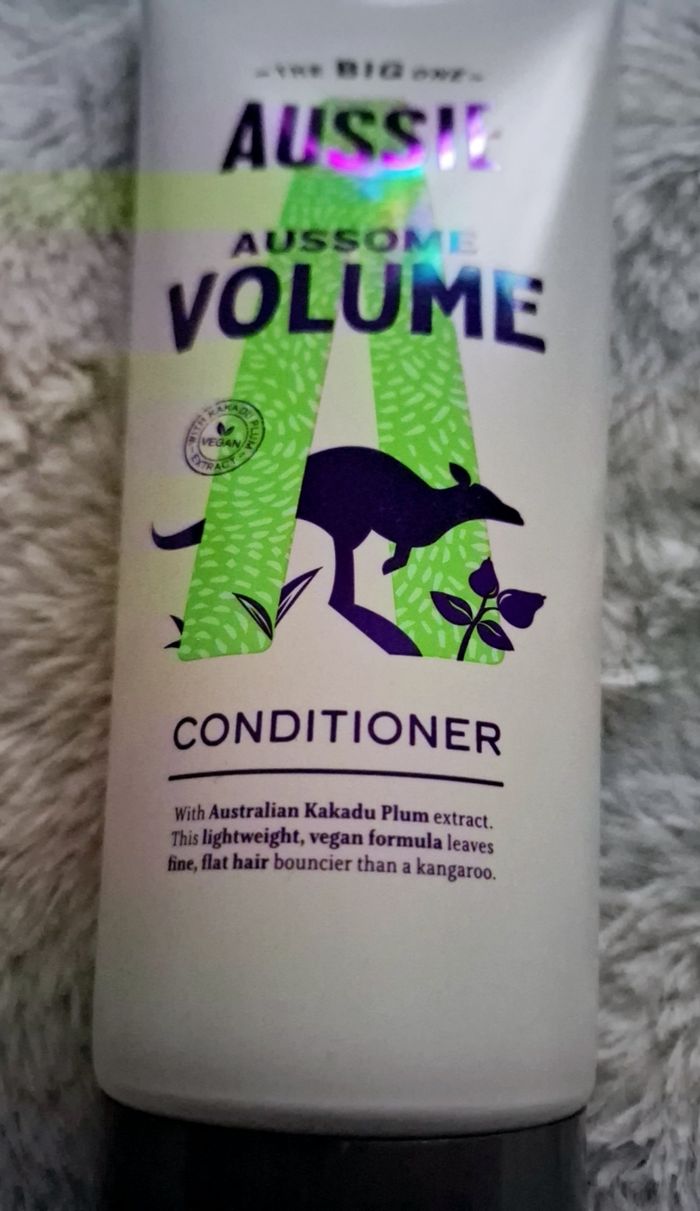 THE BIG ONE
AUSSIE
AUSSOME
VOLUME
WITH KAKADU PLUM
VEGAN
EXTRACT
CONDITIONER
With Australian Kakadu Plum extract.
This lightweight, vegan formula leaves
fine, flat hair bouncier than a kangaroo.